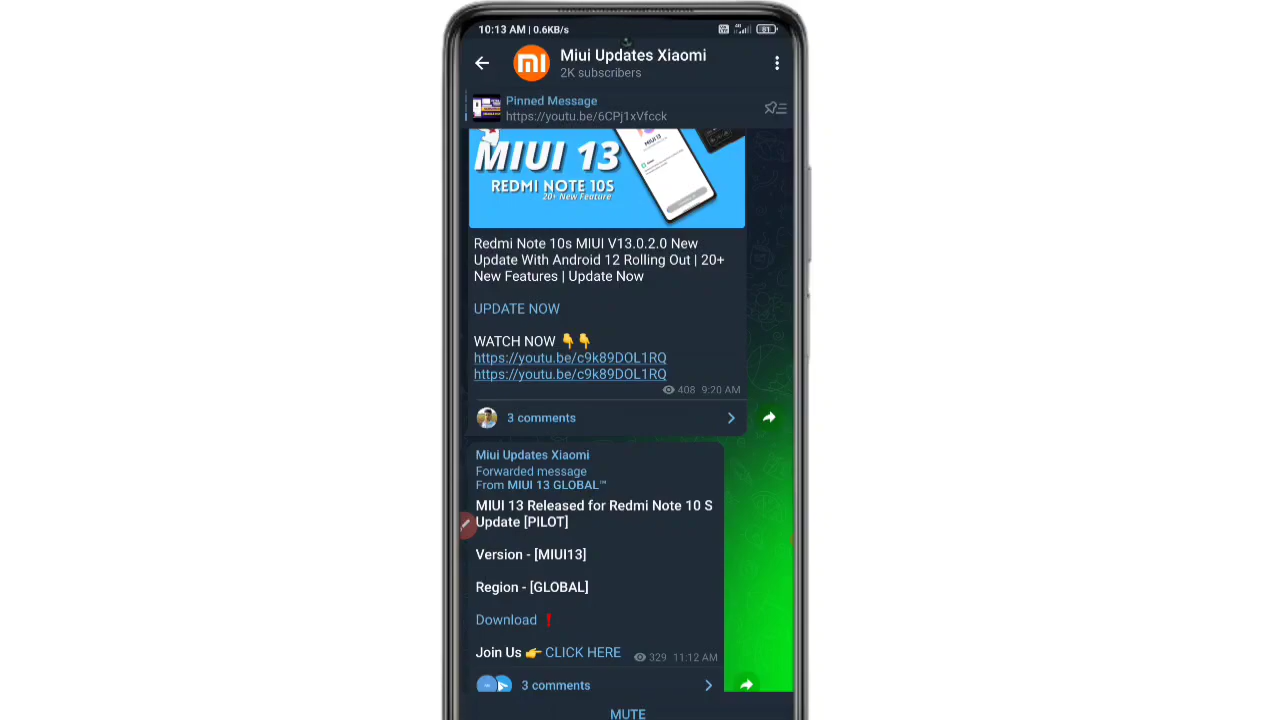 10:13 AM | 0.6KB/s
81
mi
Miui Updates Xiaomi
2K subscribers
Pinned Message
https://youtu.be/6CPj1xVfcck
MIUI 13
MIUI 13
REDMI NOTE 10S
20+ New Feature
Redmi Note 10s MIUI V13.0.2.0 New
Update With Android 12 Rolling Out | 20+
New Features | Update Now
UPDATE NOW
WATCH NOW 👇👇
https://youtu.be/c9k89DOL1RQ
https://youtu.be/c9k89DOL1RQ
408 9:20 AM
3 comments
Miui Updates Xiaomi
Forwarded message
From MIUI 13 GLOBAL™
MIUI 13 Released for Redmi Note 10 S
Update [PILOT]
Version - [MIUI13]
Region - [GLOBAL]
Download ❗
Join Us 👉 CLICK HERE
329 11:12 AM
3 comments
MUTE